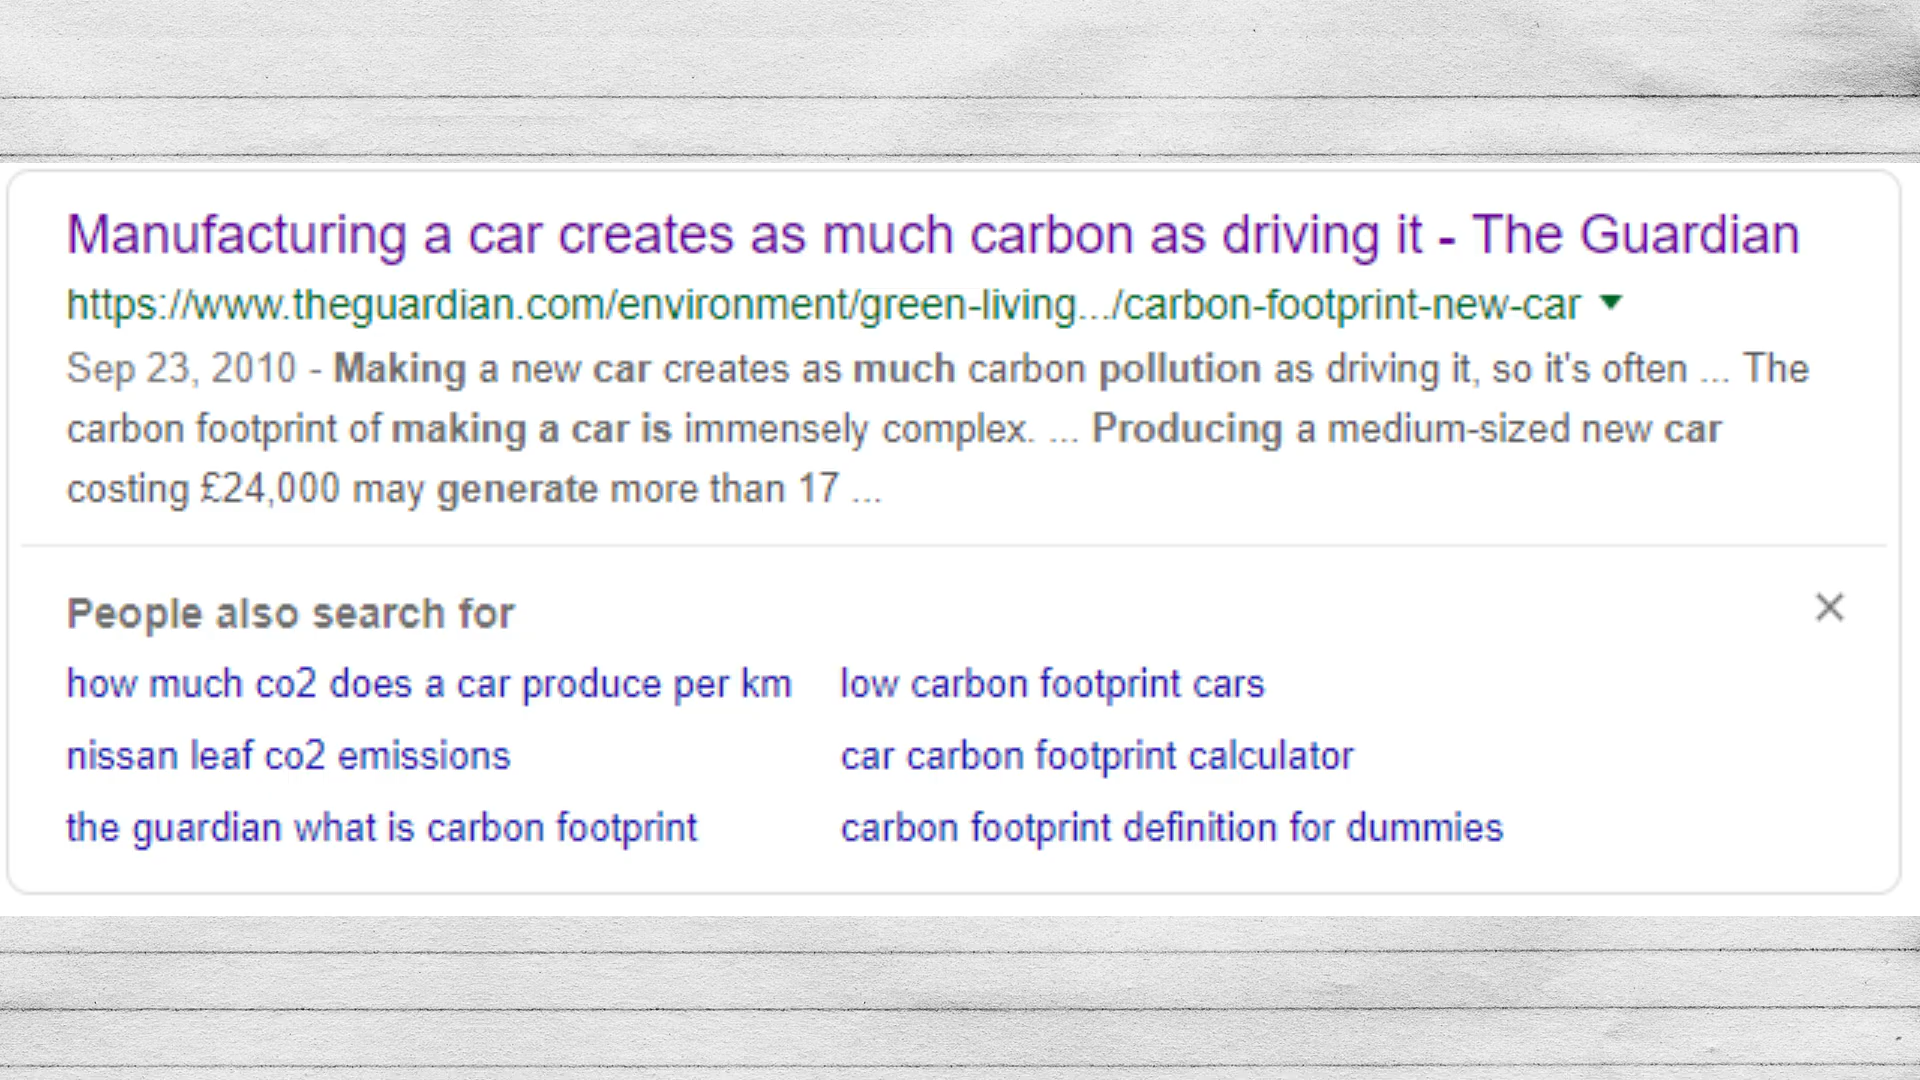 Manufacturing a car creates as much carbon as driving it - The Guardian
https://www.theguardian.com/environment/green-living.../carbon-footprint-new-car
Sep 23, 2010 - Making a new car creates as much carbon pollution as driving it, so it's often ... The
carbon footprint of making a car is immensely complex. ... Producing a medium-sized new car
costing £24,000 may generate more than 17 ...
People also search for
how much co2 does a car produce per km low carbon footprint cars
nissan leaf co2 emissions car carbon footprint calculator
the guardian what is carbon footprint carbon footprint definition for dummies